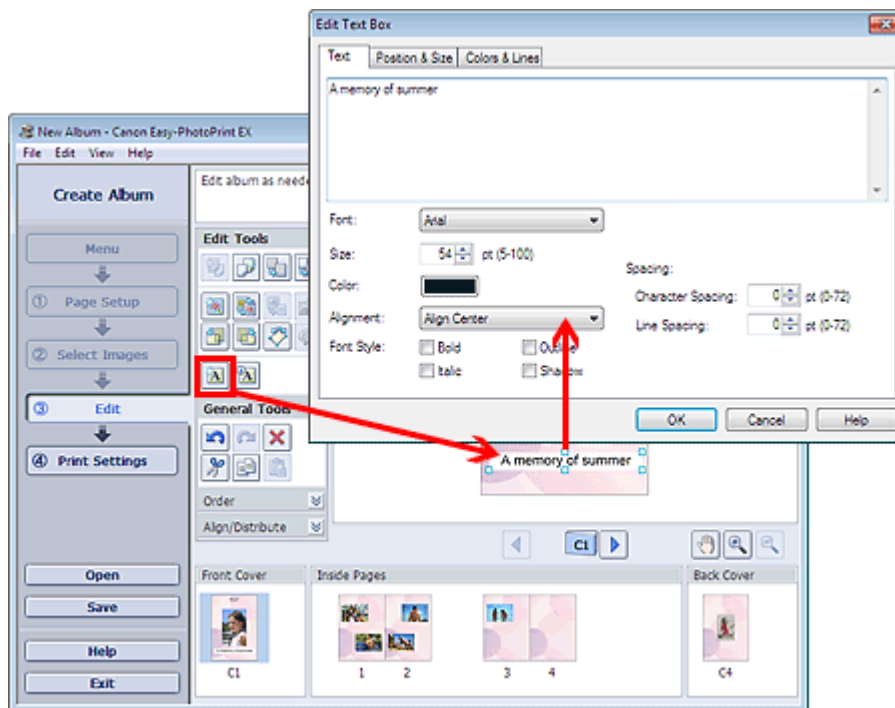 Edit Text Box
Text
Position & Size
Colors & Lines
A memory of summer
Font:
Arial
Size:
54 pt (5-100)
Color:
Alignment:
Align Center
Font Style:
Bold
Italic
Outline
Shadow
Spacing:
Character Spacing: 0 pt (0-72)
Line Spacing: 0 pt (0-72)
OK
Cancel
Help
New Album - Canon Easy-PhotoPrint EX
File Edit View Help
Create Album
Menu
① Page Setup
② Select Images
③ Edit
④ Print Settings
Open
Save
Help
Exit
Edit album as neede
Edit Tools
A
A
General Tools
Order
Align/Distribute
A memory of summer
C1
Front Cover
C1
Inside Pages
1 2 3 4
Back Cover
C4